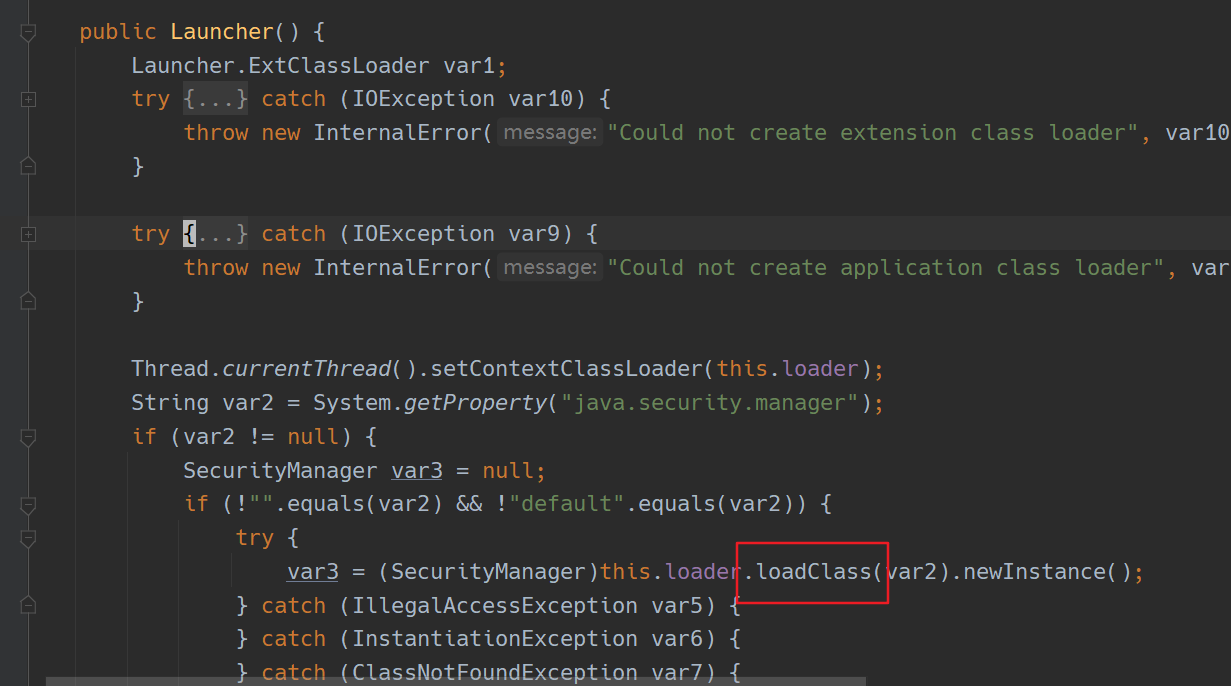 public Launcher() {
Launcher.ExtClassLoader var1;
try {...} catch (IOException var10) {
throw new InternalError( message: "Could not create extension class loader", var10
}
try {...} catch (IOException var9) {
throw new InternalError( message: "Could not create application class loader", var
}
Thread.currentThread().setContextClassLoader(this.loader);
String var2 = System.getProperty("java.security.manager");
if (var2 != null) {
SecurityManager var3 = null;
if (!"".equals(var2) && !"default".equals(var2)) {
try {
var3 = (SecurityManager)this.loader.loadClass(var2).newInstance();
} catch (IllegalAccessException var5) {
} catch (InstantiationException var6) {
} catch (ClassNotFoundException var7) {